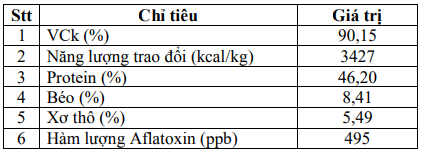 Stt Chỉ tiêu Giá trị
1 VCk (%) 90,15
2 Năng lượng trao đổi (kcal/kg) 3427
3 Protein (%) 46,20
4 Béo (%) 8,41
5 Xơ thô (%) 5,49
6 Hàm lượng Aflatoxin (ppb) 495